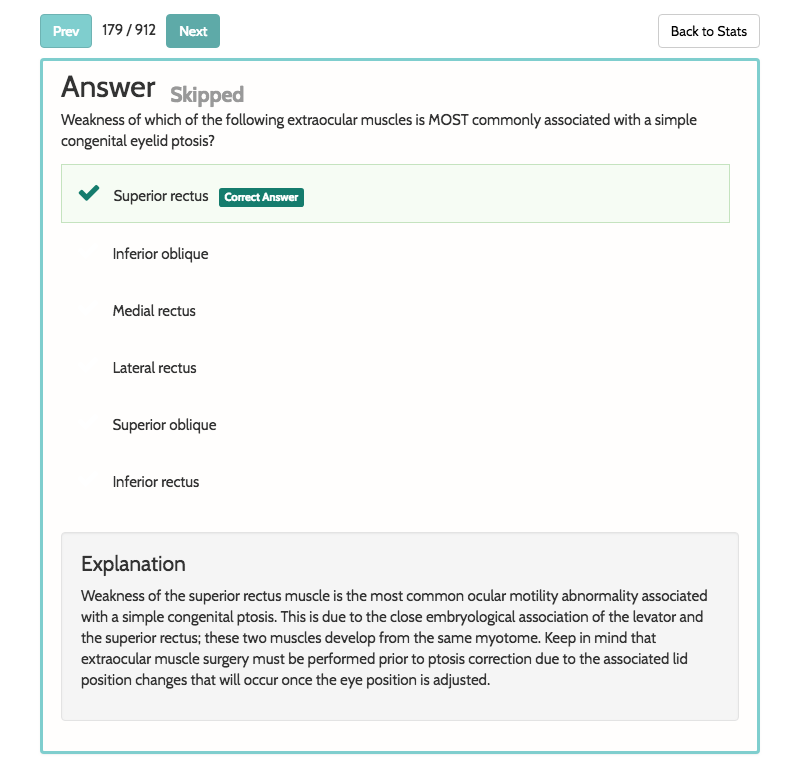 Prev 179 / 912 Next Back to Stats
Answer Skipped
Weakness of which of the following extraocular muscles is MOST commonly associated with a simple
congenital eyelid ptosis?
Superior rectus Correct Answer
Inferior oblique
Medial rectus
Lateral rectus
Superior oblique
Inferior rectus
Explanation
Weakness of the superior rectus muscle is the most common ocular motility abnormality associated
with a simple congenital ptosis. This is due to the close embryological association of the levator and
the superior rectus; these two muscles develop from the same myotome. Keep in mind that
extraocular muscle surgery must be performed prior to ptosis correction due to the associated lid
position changes that will occur once the eye position is adjusted.